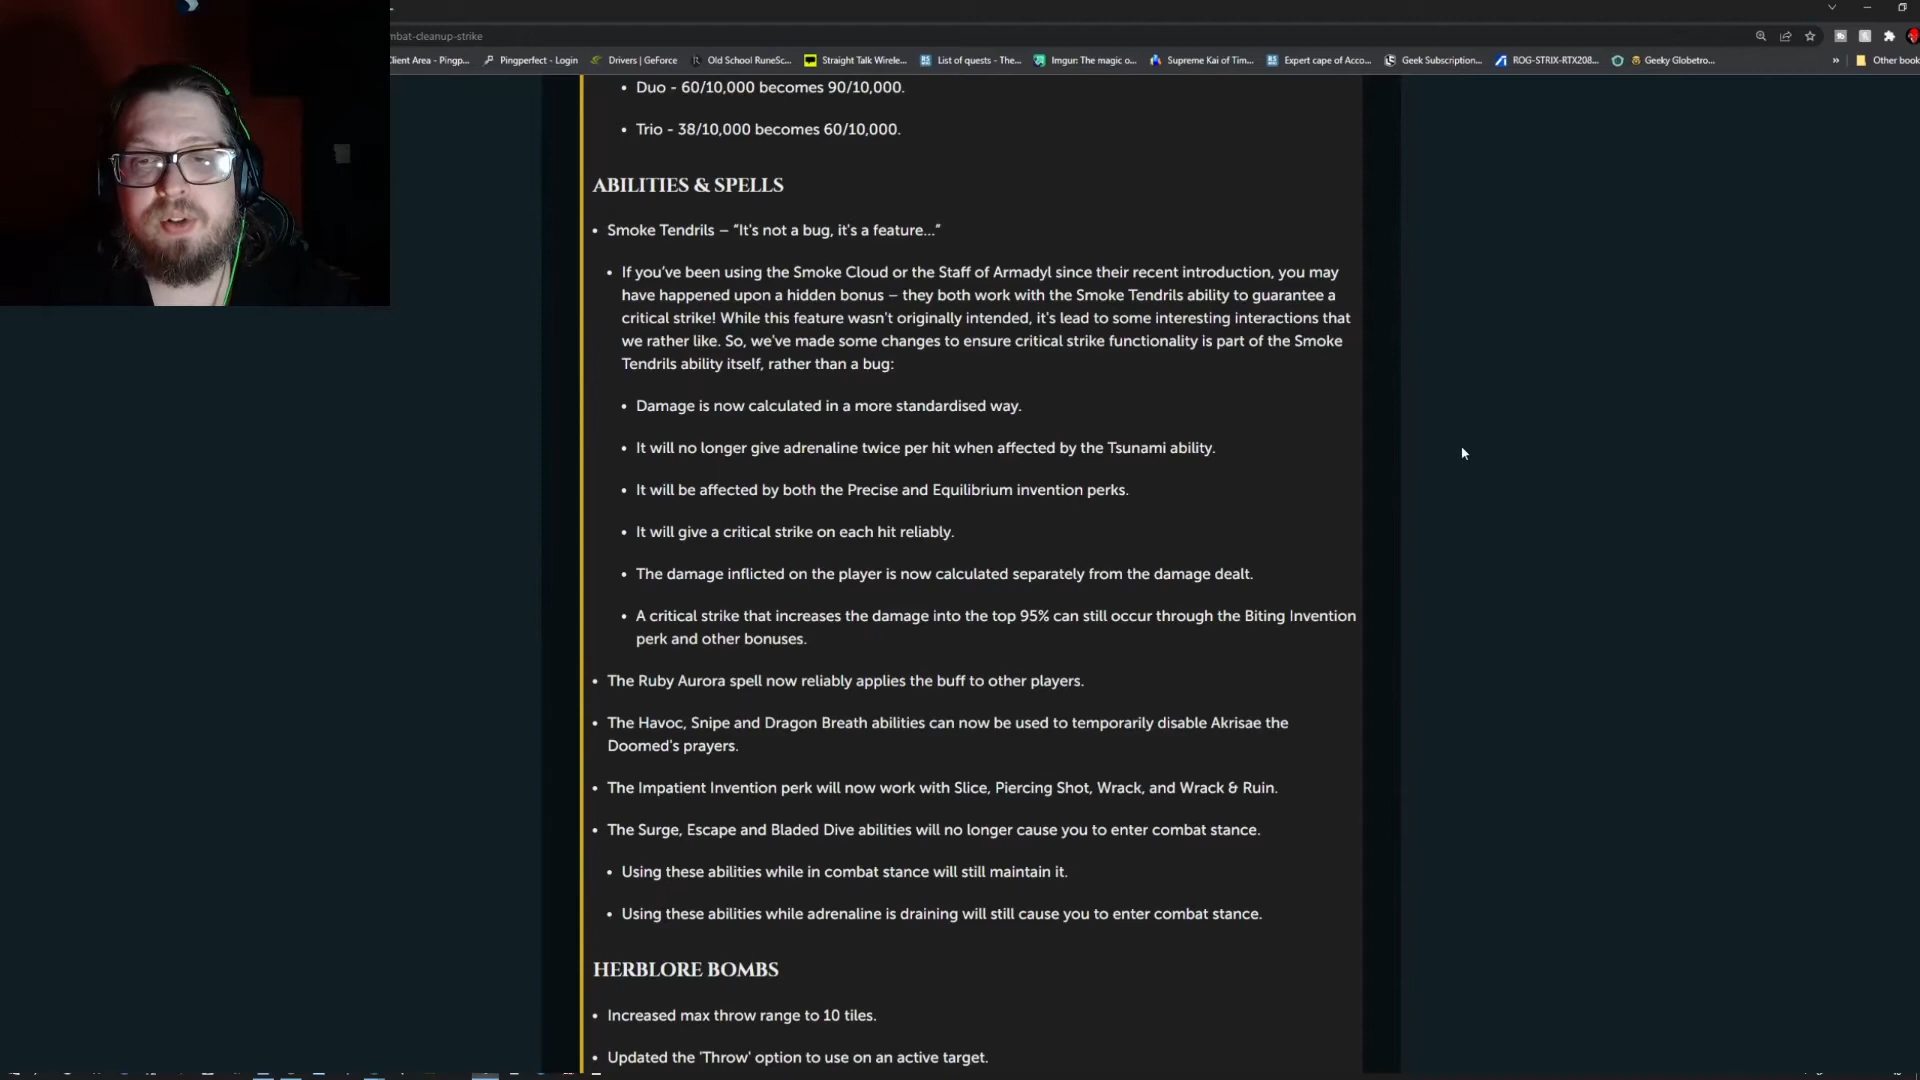 mbat-cleanup-strike
Client Area - Pingp... Pingperfect - Login Drivers | GeForce Old School RuneSc... Straight Talk Wirele... List of quests - The... Imgur: The magic o... Supreme Kai of Tim... Expert cape of Acco... Geek Subscription... ROG-STRIX-RTX208... Geeky Globetro... » Other book
• Duo - 60/10,000 becomes 90/10,000.
• Trio - 38/10,000 becomes 60/10,000.
ABILITIES & SPELLS
• Smoke Tendrils – “It's not a bug, it's a feature...”
• If you’ve been using the Smoke Cloud or the Staff of Armadyl since their recent introduction, you may
have happened upon a hidden bonus – they both work with the Smoke Tendrils ability to guarantee a
critical strike! While this feature wasn't originally intended, it's lead to some interesting interactions that
we rather like. So, we've made some changes to ensure critical strike functionality is part of the Smoke
Tendrils ability itself, rather than a bug:
• Damage is now calculated in a more standardised way.
• It will no longer give adrenaline twice per hit when affected by the Tsunami ability.
• It will be affected by both the Precise and Equilibrium invention perks.
• It will give a critical strike on each hit reliably.
• The damage inflicted on the player is now calculated separately from the damage dealt.
• A critical strike that increases the damage into the top 95% can still occur through the Biting Invention
perk and other bonuses.
• The Ruby Aurora spell now reliably applies the buff to other players.
• The Havoc, Snipe and Dragon Breath abilities can now be used to temporarily disable Akrisae the
Doomed's prayers.
• The Impatient Invention perk will now work with Slice, Piercing Shot, Wrack, and Wrack & Ruin.
• The Surge, Escape and Bladed Dive abilities will no longer cause you to enter combat stance.
• Using these abilities while in combat stance will still maintain it.
• Using these abilities while adrenaline is draining will still cause you to enter combat stance.
HERBLORE BOMBS
• Increased max throw range to 10 tiles.
• Updated the 'Throw' option to use on an active target.